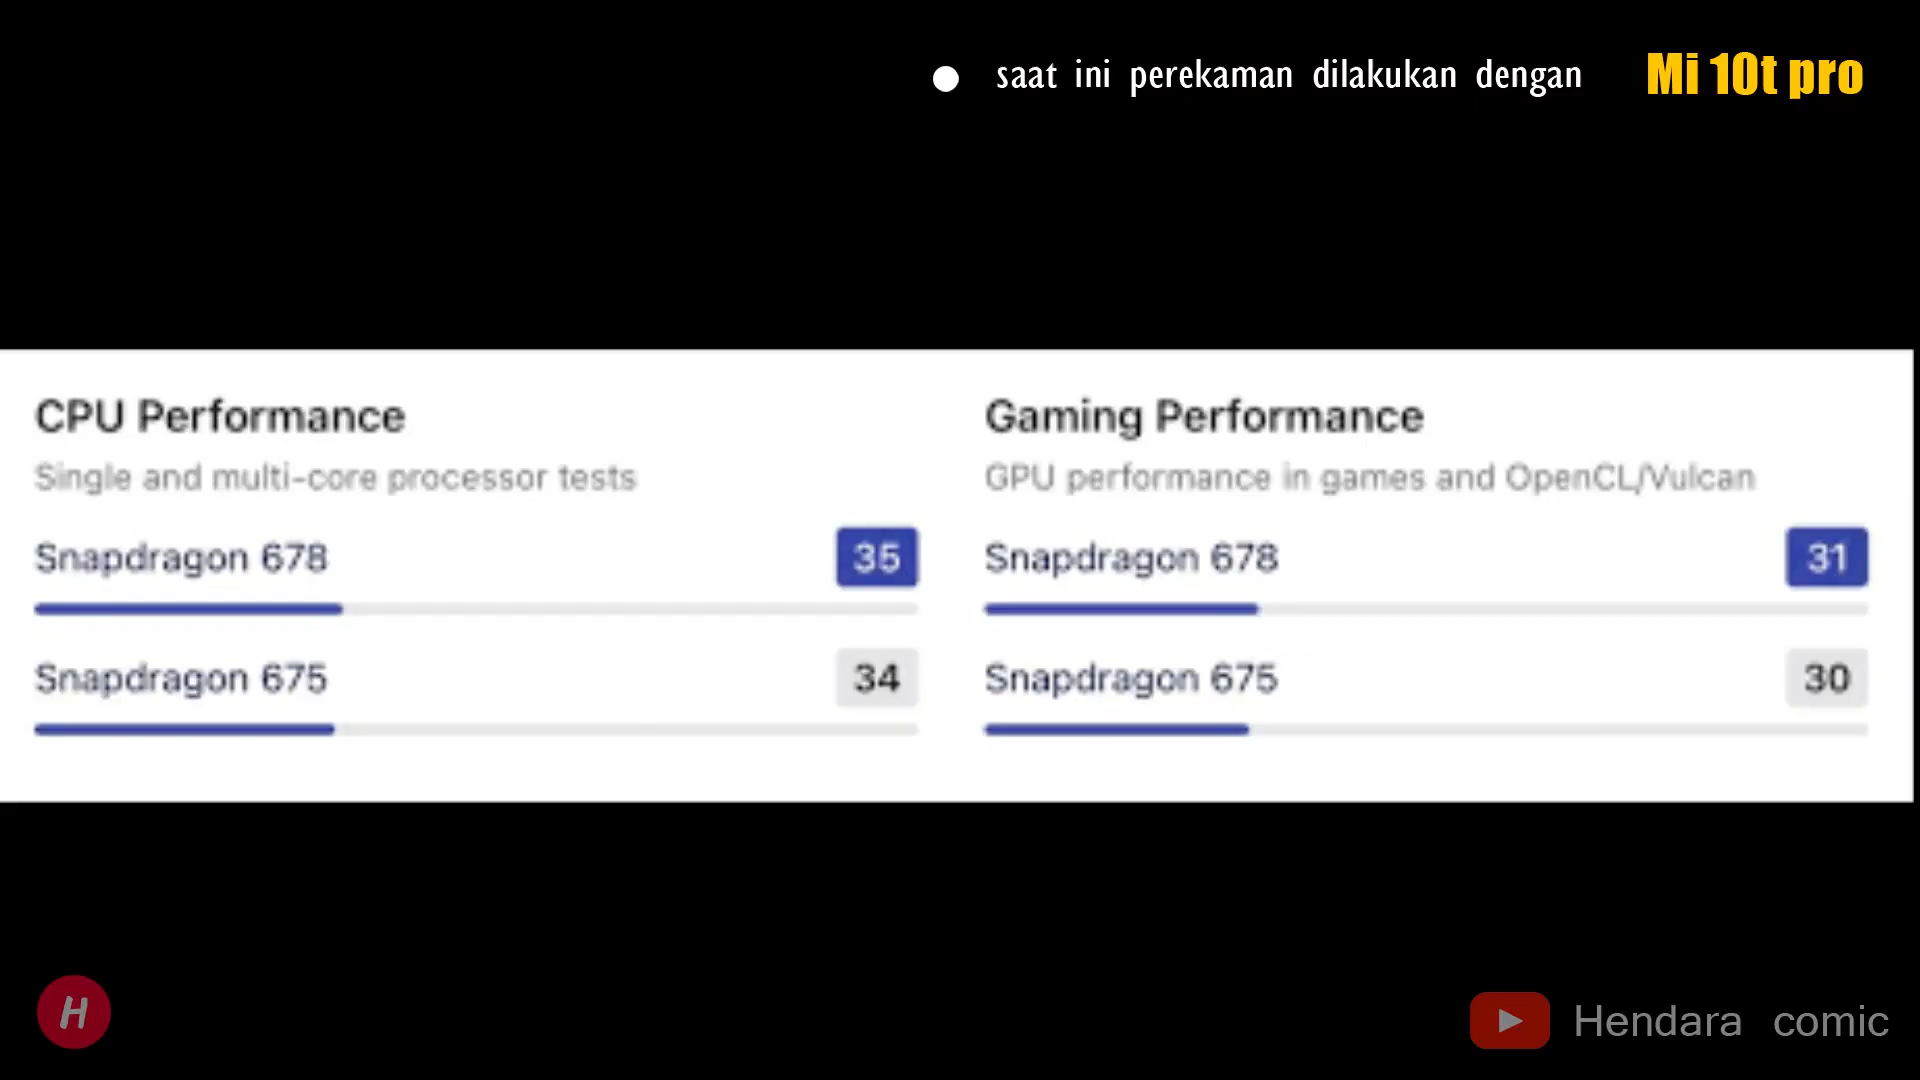 saat ini perekaman dilakukan dengan Mi 10t pro
CPU Performance
Single and multi-core processor tests
Snapdragon 678 35
Snapdragon 675 34
Gaming Performance
GPU performance in games and OpenCL/Vulcan
Snapdragon 678 31
Snapdragon 675 30
H
Hendara comic